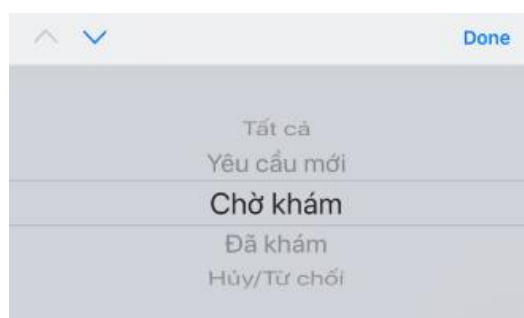 Done
Tất cả
Yêu cầu mới
Chờ khám
Đã khám
Hủy/Từ chối